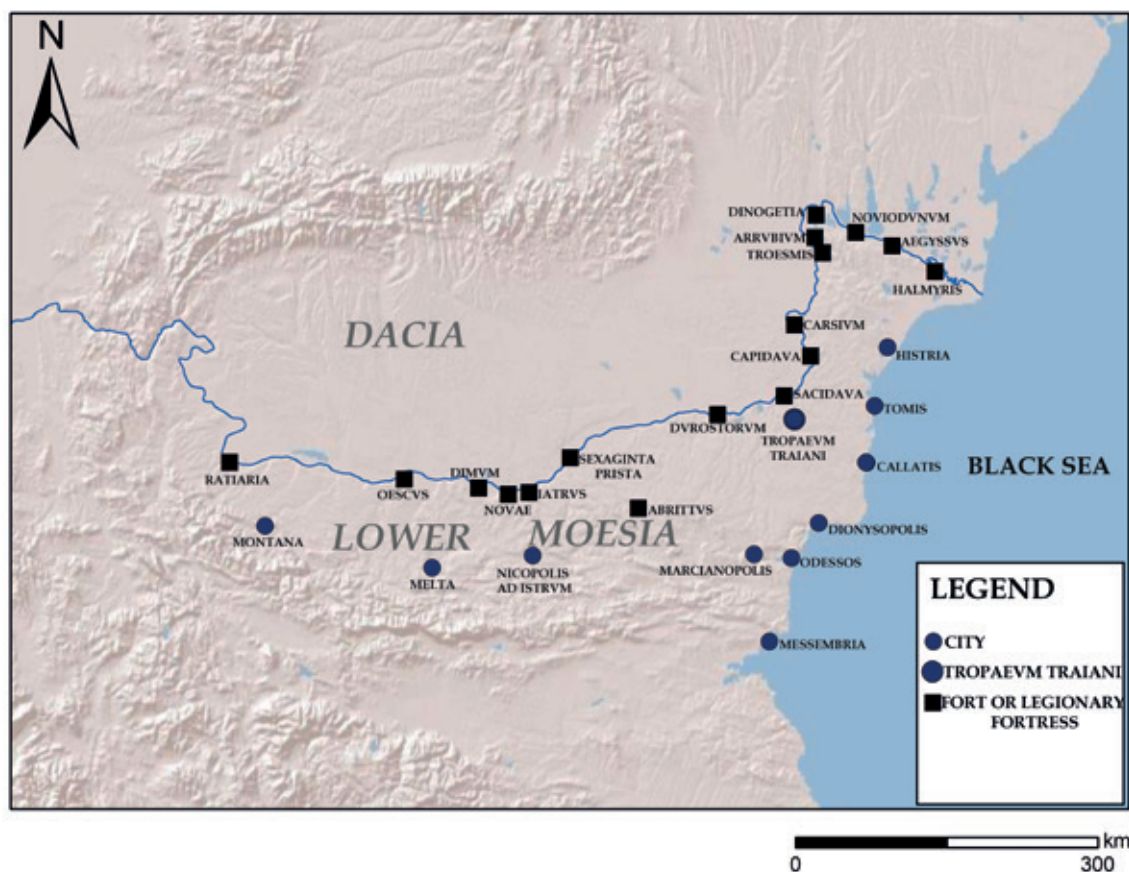 N
DINOGETIA
NOVIODVNVM
ARRVBIVM
AEGYSSVS
TROESMIS
HALMYRIS
DACIA
CARSIVM
CAPIDAVA
HISTRIA
SACIDAVA
TOMIS
DVROSTORVM
TROPAEVM
TRAIANI
SEXAGINTA
PRISTA
CALLATIS
BLACK SEA
RATIARIA
DIMVM
OESCVS
IATRVS
NOVAE
ABRITTVS
LOWER
MOESIA
DIONYSOPOLIS
MONTANA
MELTA
NICOPOLIS
AD ISTRVM
MARCIANOPOLIS
ODESSOS
MESSEMBRIA
LEGEND
CITY
TROPAEVM TRAIANI
FORT OR LEGIONARY
FORTRESS
km
0
300